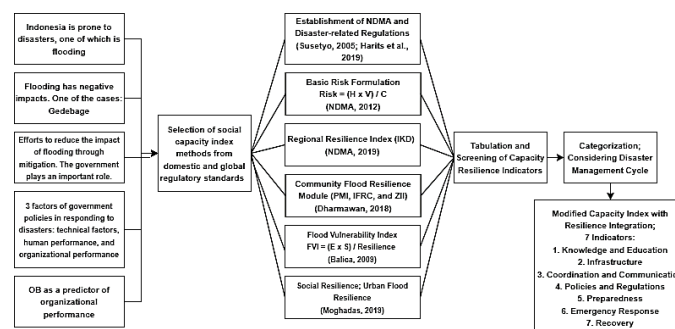 Indonesia is prone to
disasters, one of which is
flooding
Flooding has negative
impacts. One of the cases:
Gedebage
Efforts to reduce the impact
of flooding through
mitigation. The government
plays an important role.
3 factors of government
policies in responding to
disasters: technical factors,
human performance, and
organizational performance
OB as a predictor of
organizational
performance
Selection of social
capacity index
methods from
domestic and global
regulatory standards
Establishment of NDMA and
Disaster-related Regulations
(Susetyo, 2005; Harits et al.,
2019)
Basic Risk Formulation
Risk = (H x V) / C
(NDMA, 2012)
Regional Resilience Index (IKD)
(NDMA, 2019)
Community Flood Resilience
Module (PMI, IFRC, and ZII)
(Dharmawan, 2018)
Flood Vulnerability Index
FVI = (E x S) / Resilience
(Balica, 2009)
Social Resilience; Urban Flood
Resilience
(Moghadas, 2019)
Tabulation and
Screening of Capacity
Resilience Indicators
Categorization;
Considering Disaster
Management Cycle
Modified Capacity Index with
Resilience Integration;
7 Indicators:
1. Knowledge and Education
2. Infrastructure
3. Coordination and Communicatio
4. Policies and Regulations
5. Preparedness
6. Emergency Response
7. Recovery